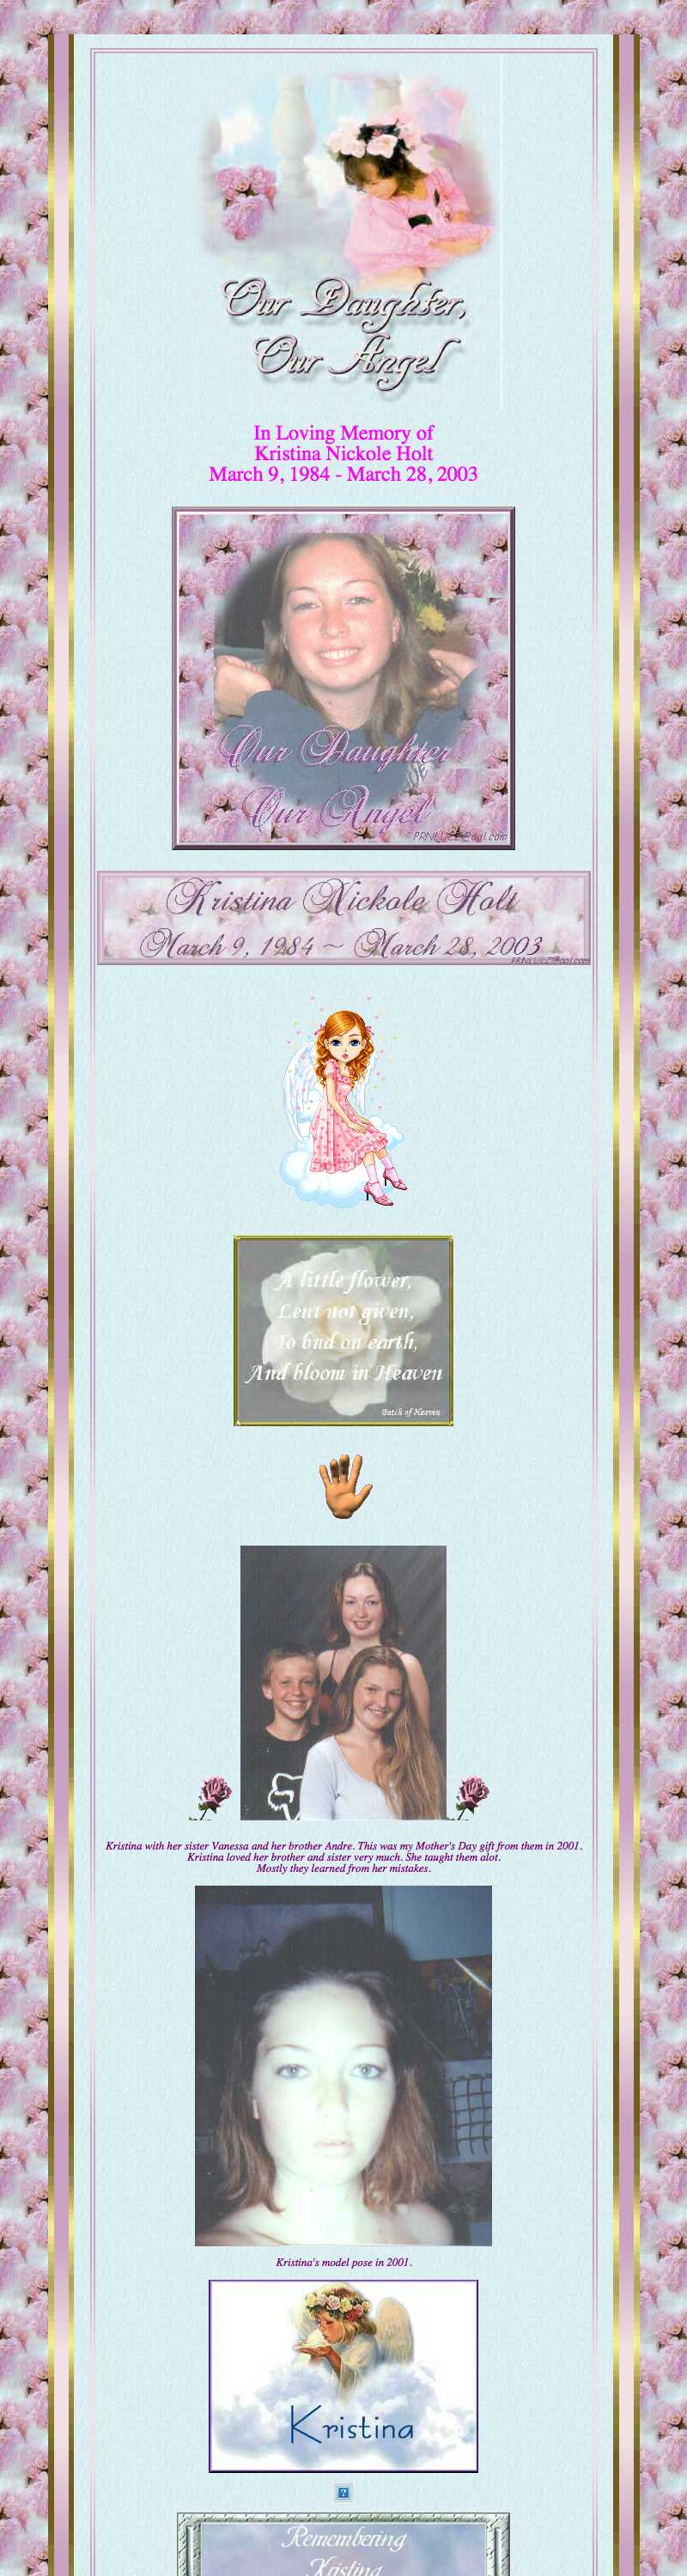 Our Daughter,
Our Angel
In Loving Memory of
Kristina Nickole Holt
March 9, 1984 - March 28, 2003
Our Daughter
Our Angel
PRNLUCZ@aol.com
Kristina Nickole Holt
March 9, 1984 ~ March 28, 2003
PRNLUCZ@aol.com
A little flower,
Lent not given,
To bud on earth,
And bloom in Heaven
Gatch of Heaven
Kristina with her sister Vanessa and her brother Andre. This was my Mother's Day gift from them in 2001.
Kristina loved her brother and sister very much. She taught them alot.
Mostly they learned from her mistakes.
Kristina's model pose in 2001.
Kristina
Remembering
Kristina